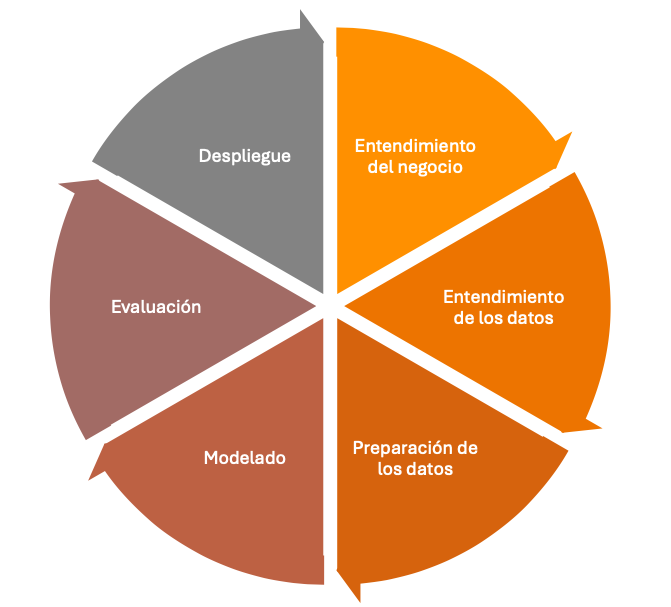 Entendimiento
del negocio
Entendimiento
de los datos
Preparación de
los datos
Modelado
Evaluación
Despliegue